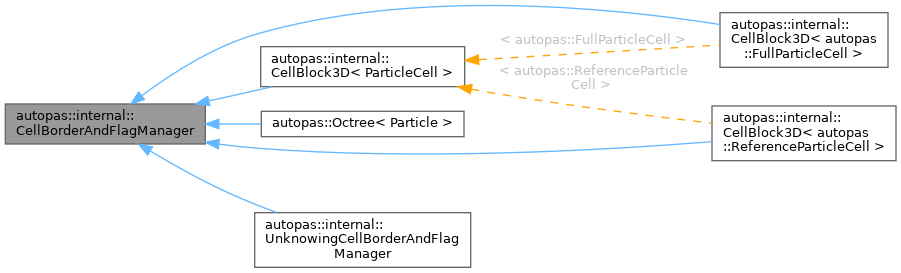 autopas::internal::
CellBorderAndFlagManager
autopas::internal::
CellBlock3D< ParticleCell >
autopas::Octree< Particle >
autopas::internal::
UnknowingCellBorderAndFlag
Manager
< autopas::FullParticleCell >
< autopas::ReferenceParticle
Cell >
autopas::internal::
CellBlock3D< autopas
::FullParticleCell >
autopas::internal::
CellBlock3D< autopas
::ReferenceParticleCell >